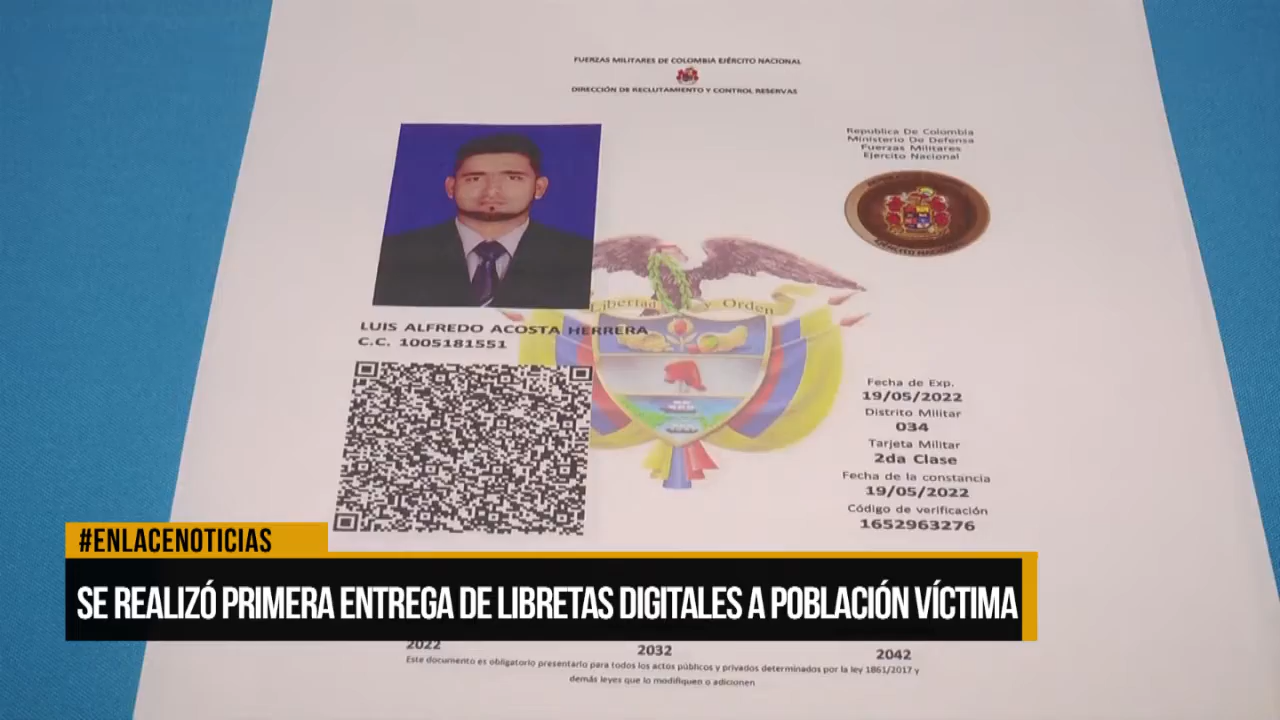 FUERZAS MILITARES DE COLOMBIA EJÉRCITO NACIONAL
DIRECCIÓN DE RECLUTAMIENTO Y CONTROL RESERVAS
Republica De Colombia
Ministerio De Defensa
Fuerzas Militares
Ejercito Nacional
EJÉRCITO NACIONAL
Libertad y Orden
LUIS ALFREDO ACOSTA HERRERA
C.C. 1005181551
Fecha de Exp.
19/05/2022
Distrito Militar
034
Tarjeta Militar
2da Clase
Fecha de la constancia
19/05/2022
Código de verificación
1652963276
#ENLACENOTICIAS
SE REALIZÓ PRIMERA ENTREGA DE LIBRETAS DIGITALES A POBLACIÓN VÍCTIMA
2022 2032 2042
Este documento es obligatorio presentarlo para todos los actos públicos y privados determinados por la ley 1861/2017 y
demás leyes que lo modifiquen o adicionen